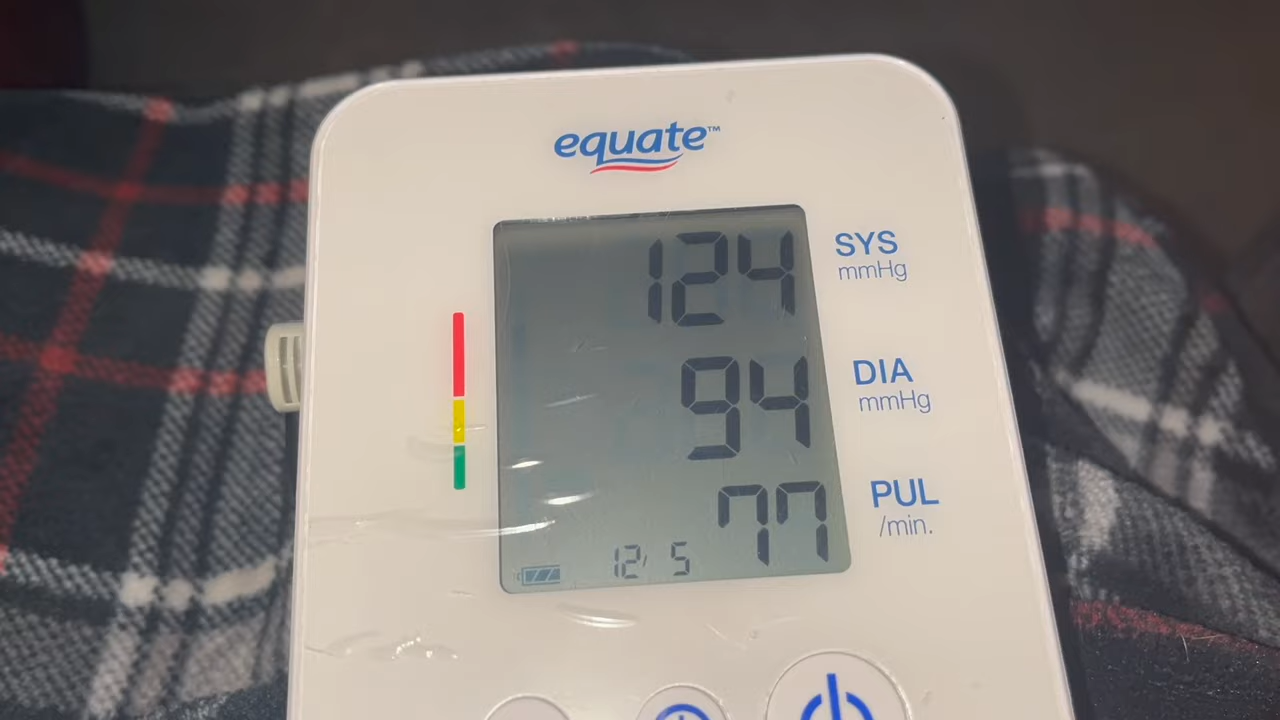 equate™
124 SYS
mmHg
94 DIA
mmHg
77 PUL
/min.
12/ 5